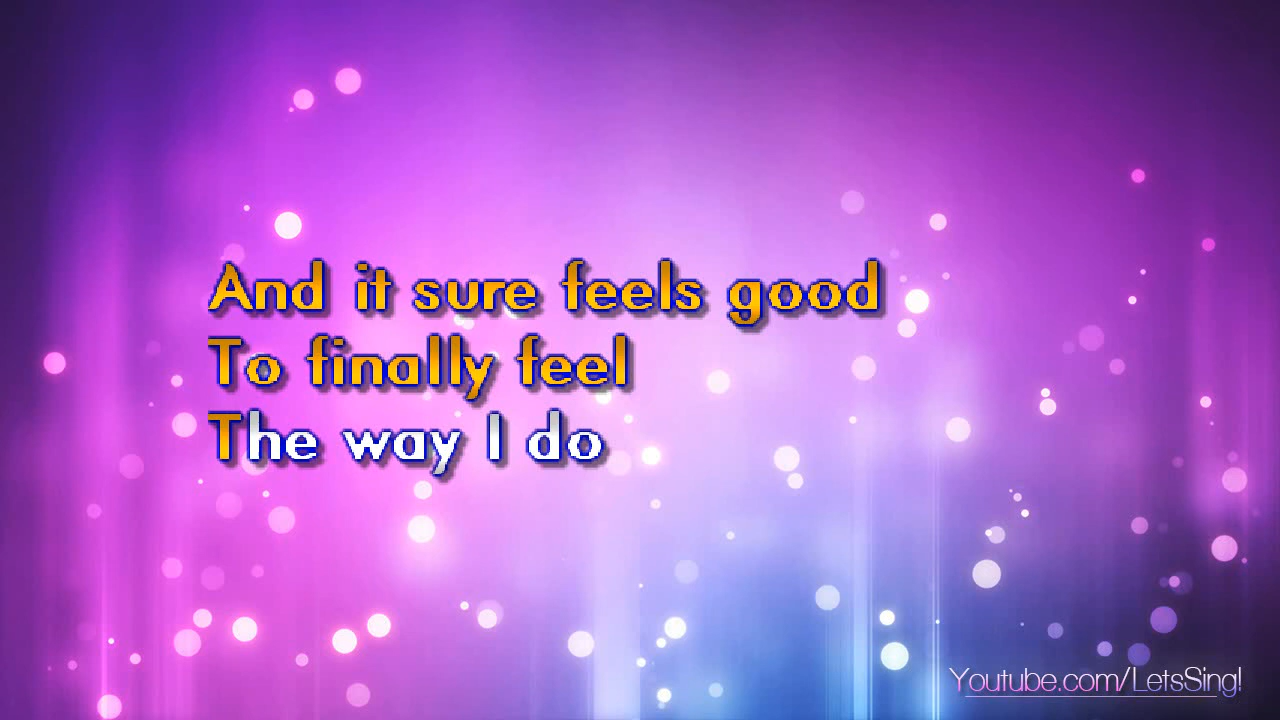 And it sure feels good
To finally feel
The way I do
Youtube.com/LetsSing!